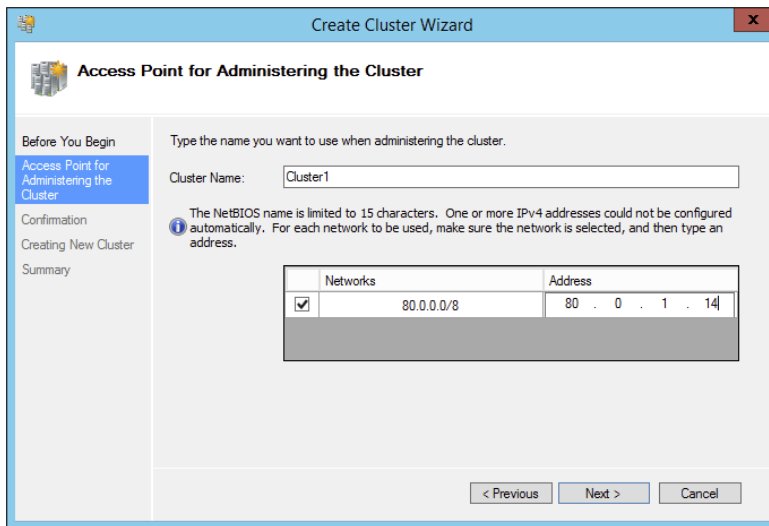 Create Cluster Wizard
x
Access Point for Administering the Cluster
Before You Begin
Access Point for
Administering the
Cluster
Confirmation
Creating New Cluster
Summary
Type the name you want to use when administering the cluster.
Cluster Name: Cluster1
The NetBIOS name is limited to 15 characters. One or more IPv4 addresses could not be configured
automatically. For each network to be used, make sure the network is selected, and then type an
address.
Networks Address
80.0.0.0/8 80 . 0 . 1 . 14
< Previous Next > Cancel